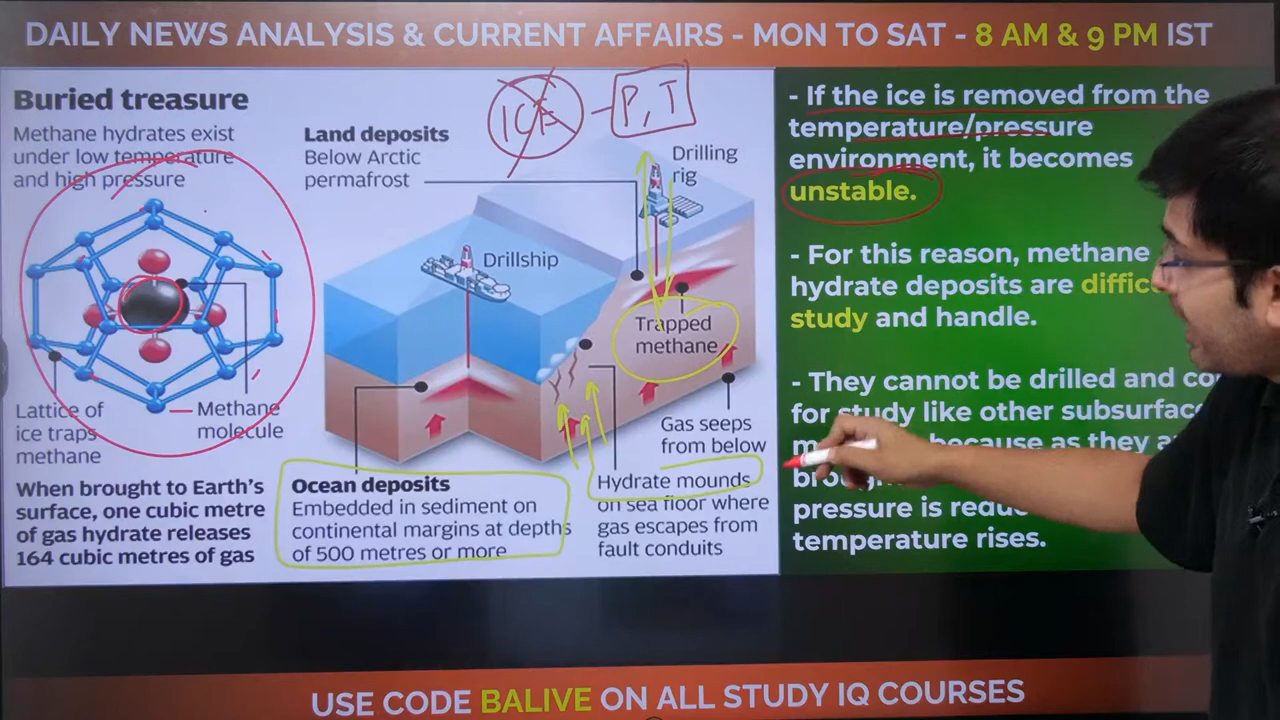 DAILY NEWS ANALYSIS & CURRENT AFFAIRS - MON TO SAT - 8 AM & 9 PM IST
Buried treasure
Methane hydrates exist
under low temperature
and high pressure
Lattice of
ice traps
methane
Methane
molecule
When brought to Earth's
surface, one cubic metre
of gas hydrate releases
164 cubic metres of gas
ICE
P, T
Land deposits
Below Arctic
permafrost
Drilling
rig
Drillship
Trapped
methane
Gas seeps
from below
Ocean deposits
Embedded in sediment on
continental margins at depths
of 500 metres or more
Hydrate mounds
on sea floor where
gas escapes from
fault conduits
- If the ice is removed from the
temperature/pressure
environment, it becomes
unstable.
- For this reason, methane
hydrate deposits are
study and handle.
- They cannot be drilled and
for study like other
because as they
pressure is
temperature rises.
USE CODE BALIVE ON ALL STUDY IQ COURSES